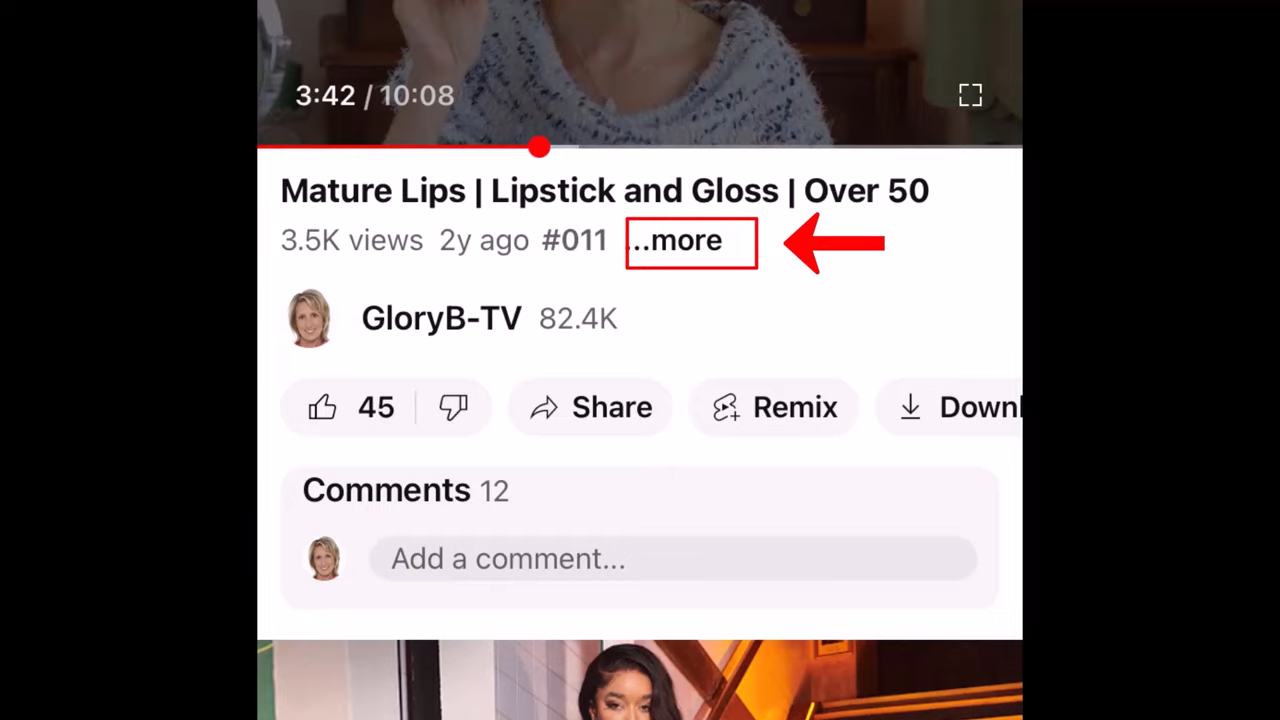 3:42 / 10:08
Mature Lips | Lipstick and Gloss | Over 50
3.5K views 2y ago #011 ...more
GloryB-TV 82.4K
45 Share Remix Downl
Comments 12
Add a comment...